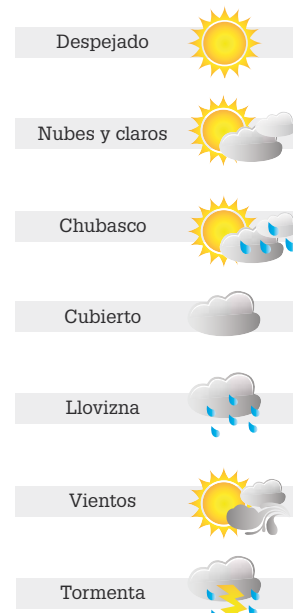 Despejado
Nubes y claros
Chubasco
Cubierto
Llovizna
Vientos
Tormenta